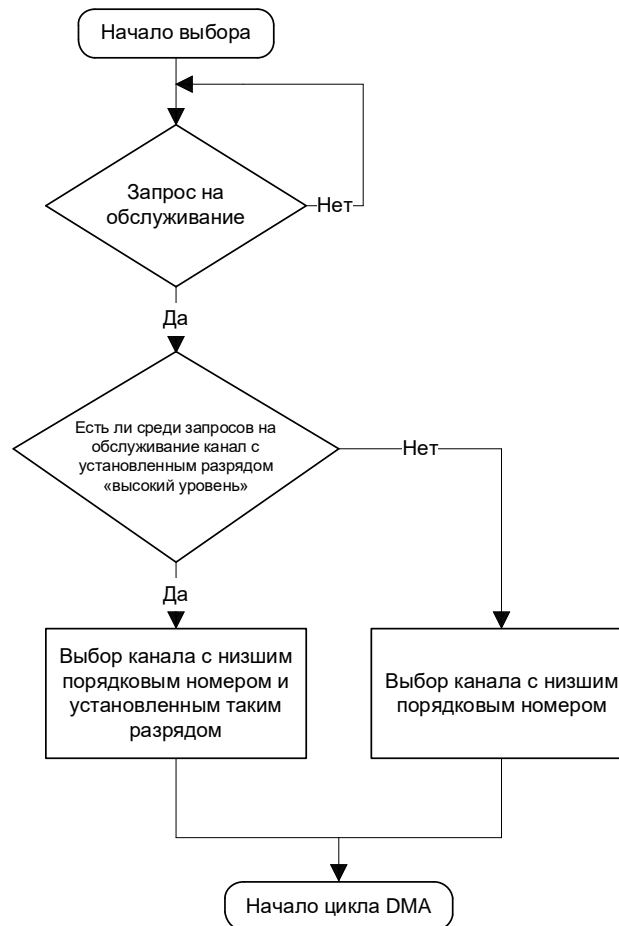 Начало выбора
Запрос на
обслуживание
Нет
Да
Есть ли среди запросов на
обслуживание канал с
установленным разрядом
«высокий уровень»
Нет
Да
Выбор канала с низшим
порядковым номером и
установленным таким
разрядом
Выбор канала с низшим
порядковым номером
Начало цикла DMA